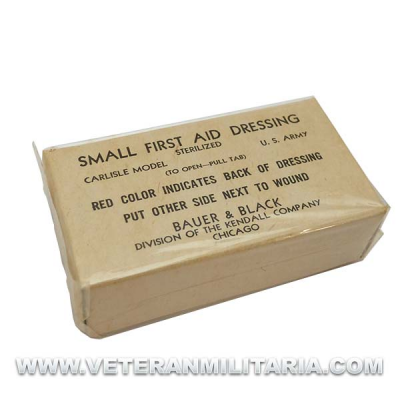 SMALL FIRST AID DRESSING
STERILIZED
CARLISLE MODEL (TO OPEN—PULL TAB) U. S. ARMY
RED COLOR INDICATES BACK OF DRESSING
PUT OTHER SIDE NEXT TO WOUND
BAUER & BLACK
DIVISION OF THE KENDALL COMPANY
CHICAGO
WWW.VETERANMILITARIA.COM